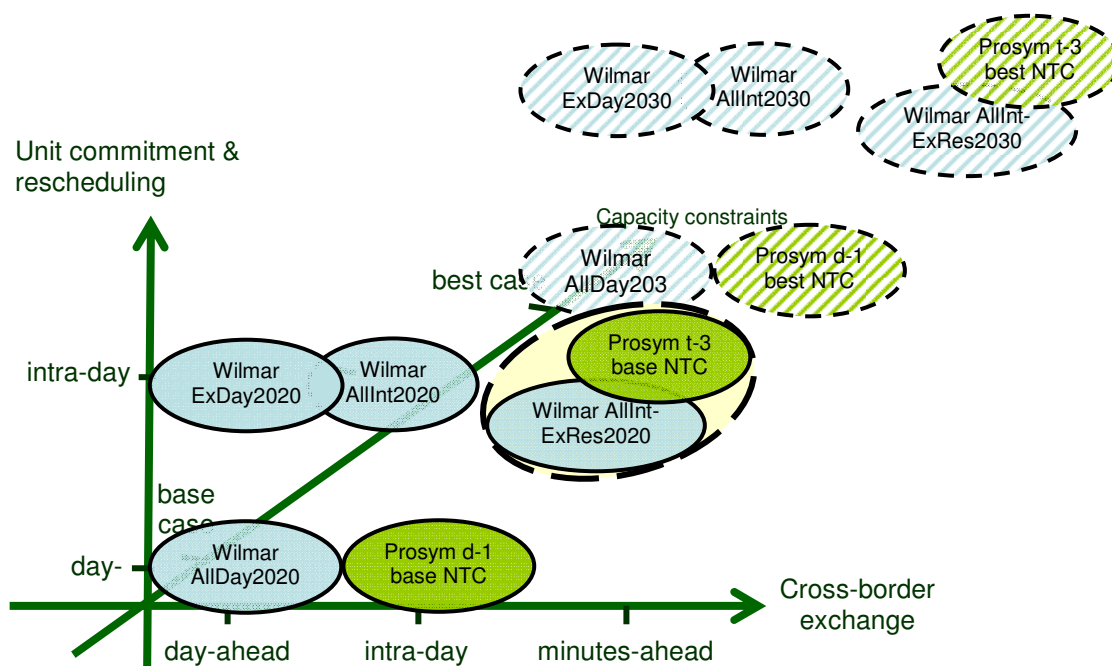 Prosym t-3
best NTC
Wilmar
ExDay2030
Wilmar
AllInt2030
Wilmar AllInt-
ExRes2030
Unit commitment &
rescheduling
Capacity constraints
Wilmar
AllDay203
Prosym d-1
best NTC
best cas
Prosym t-3
base NTC
intra-day
Wilmar
ExDay2020
Wilmar
AllInt2020
Wilmar AllInt-
ExRes2020
base
case
Wilmar
AllDay2020
Prosym d-1
base NTC
day-
Cross-border
exchange
day-ahead
intra-day
minutes-ahead